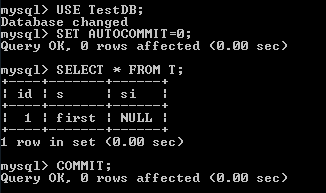 mysql> USE TestDB;
Database changed
mysql> SET AUTOCOMMIT=0;
Query OK, 0 rows affected (0.00 sec)
mysql> SELECT * FROM T;
+----+-------+------+
| id | s     | si   |
+----+-------+------+
|  1 | first | NULL |
+----+-------+------+
1 row in set (0.00 sec)
mysql> COMMIT;
Query OK, 0 rows affected (0.00 sec)